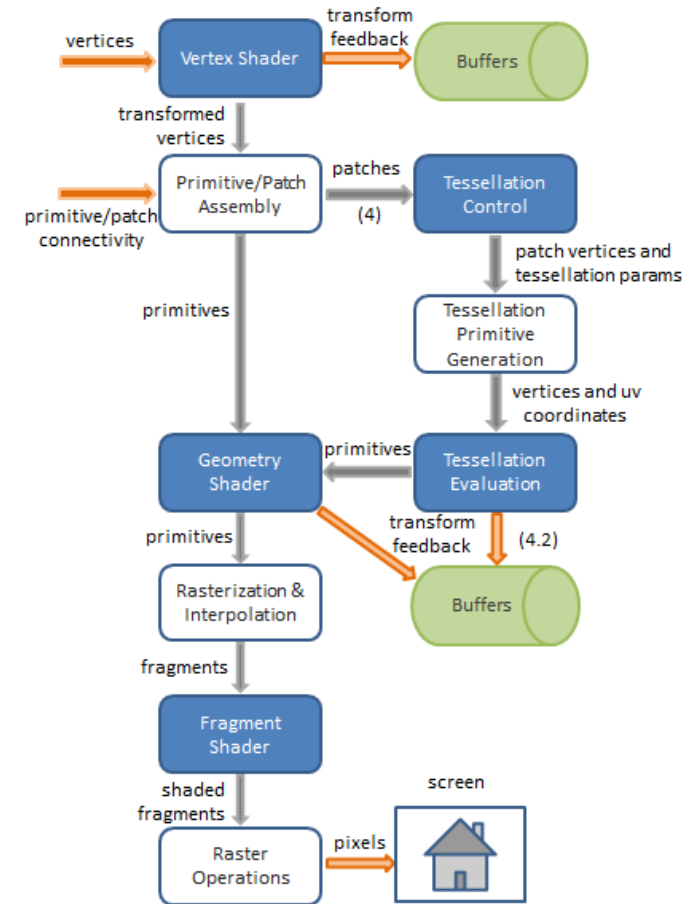 transform
feedback
vertices
Vertex Shader
Buffers
transformed
vertices
patches
Primitive/Patch
Assembly
Tessellation
Control
(4)
primitive/patch
connectivity
patch vertices and
tessellation params
primitives
Tessellation
Primitive
Generation
vertices and uv
coordinates
primitives
Geometry
Shader
Tessellation
Evaluation
transform
feedback
(4.2)
primitives
Rasterization &
Interpolation
Buffers
fragments
Fragment
Shader
screen
shaded
fragments
pixels
Raster
Operations